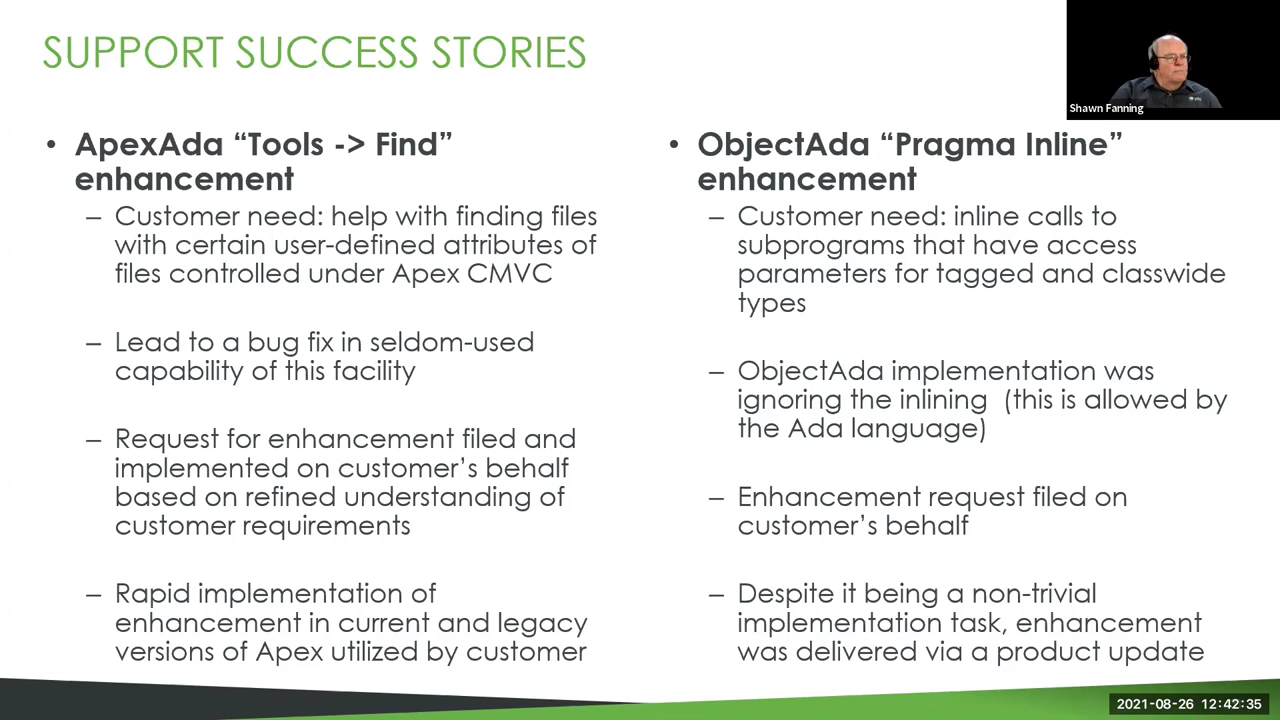 SUPPORT SUCCESS STORIES
Shawn Fanning
• ApexAda “Tools -> Find”
enhancement
– Customer need: help with finding files
with certain user-defined attributes of
files controlled under Apex CMVC
– Lead to a bug fix in seldom-used
capability of this facility
– Request for enhancement filed and
implemented on customer’s behalf
based on refined understanding of
customer requirements
– Rapid implementation of
enhancement in current and legacy
versions of Apex utilized by customer
• ObjectAda “Pragma Inline”
enhancement
– Customer need: inline calls to
subprograms that have access
parameters for tagged and classwide
types
– ObjectAda implementation was
ignoring the inlining  (this is allowed by
the Ada language)
– Enhancement request filed on
customer’s behalf
– Despite it being a non-trivial
implementation task, enhancement
was delivered via a product update
2021-08-26 12:42:35